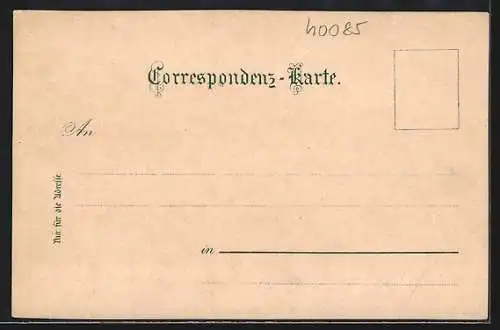 40085
Correspondenz-Karte.
An
Nur für die Adresse
in